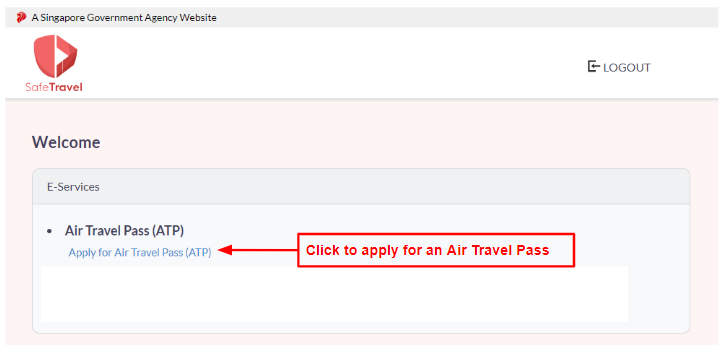 A Singapore Government Agency Website
SafeTravel
LOGOUT
Welcome
E-Services
• Air Travel Pass (ATP)
Apply for Air Travel Pass (ATP)
Click to apply for an Air Travel Pass